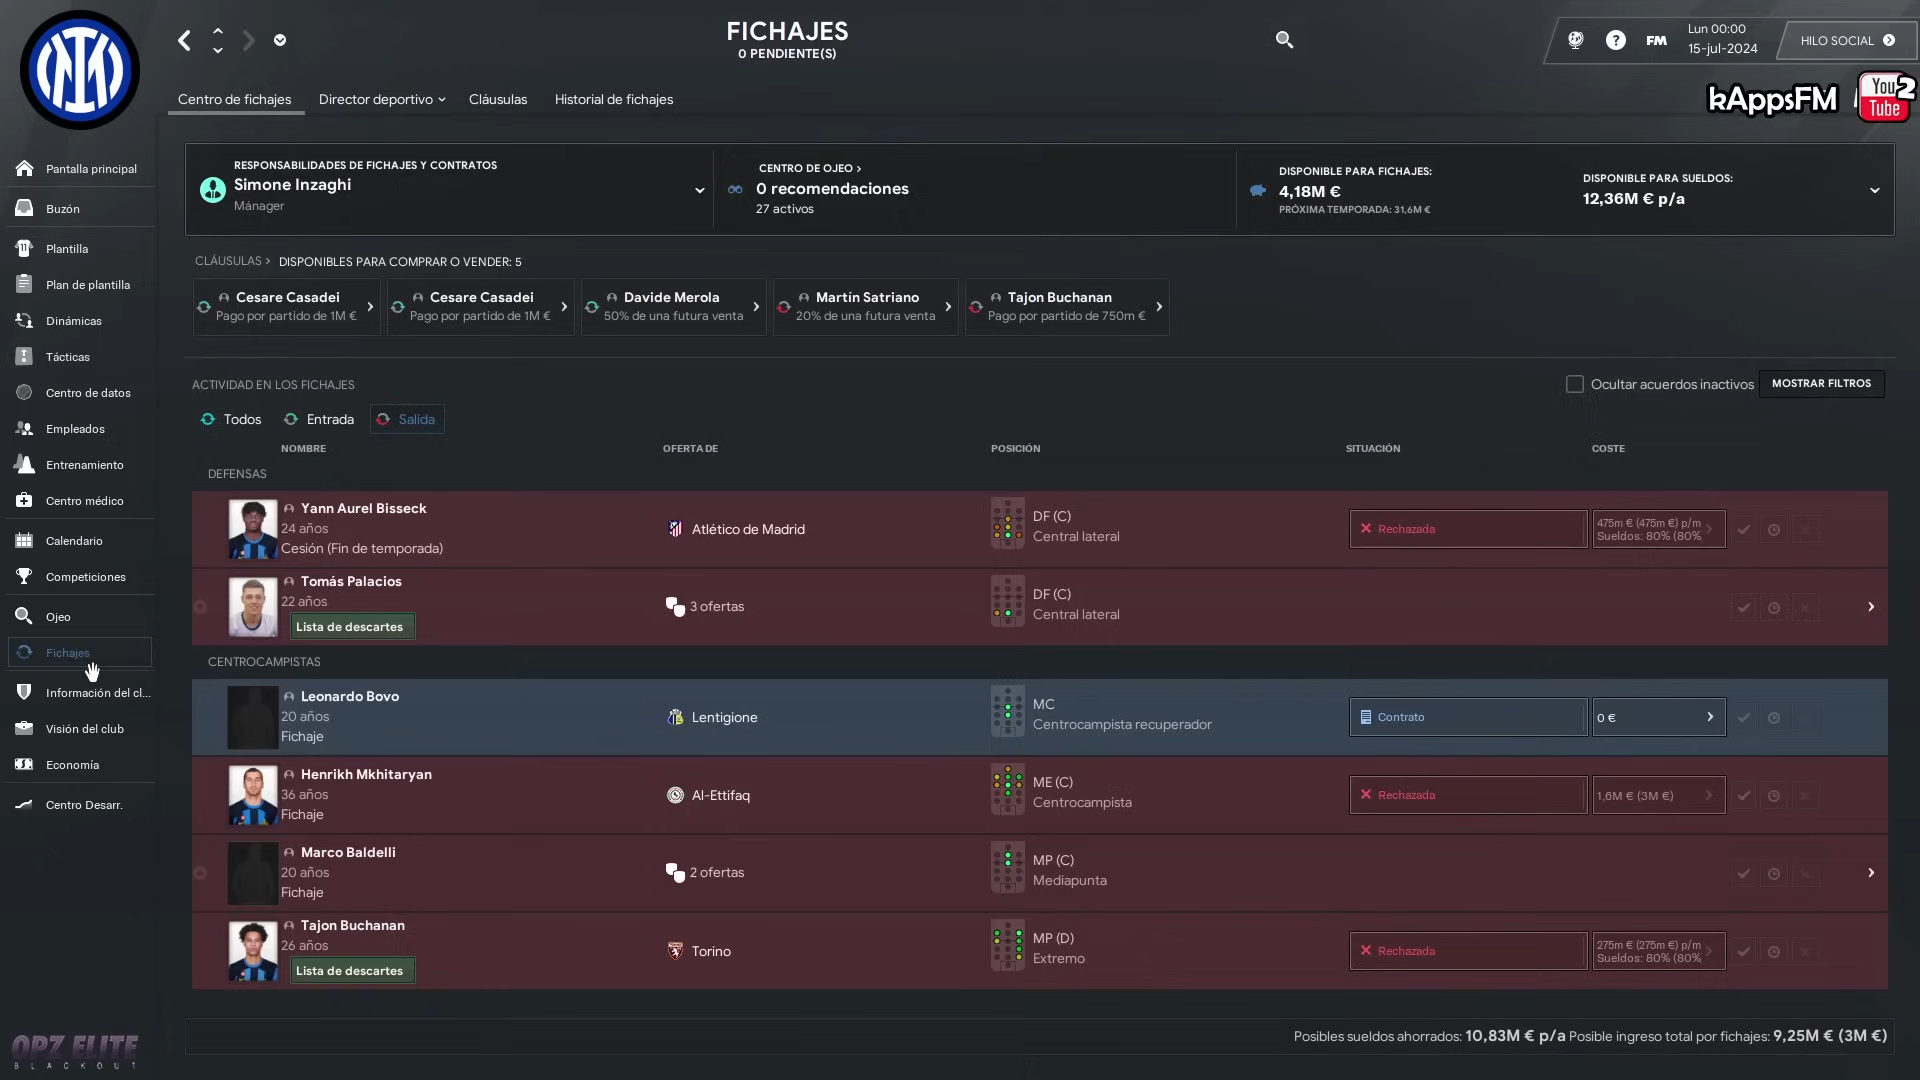 FICHAJES
0 PENDIENTE(S)
FM
Lun 00:00
15-jul-2024
HILO SOCIAL
Centro de fichajes
Director deportivo
Cláusulas
Historial de fichajes
kAppsFM
You2
Tube
Pantalla principal
Buzón
Plantilla
Plan de plantilla
Dinámicas
Tácticas
Centro de datos
Empleados
Entrenamiento
Centro médico
Calendario
Competiciones
Ojeo
Fichajes
Información del cl...
Visión del club
Economía
Centro Desarr.
OPZ ELITE
BLACKOUT
RESPONSABILIDADES DE FICHAJES Y CONTRATOS
Simone Inzaghi
Mánager
CENTRO DE OJEO >
0 recomendaciones
27 activos
DISPONIBLE PARA FICHAJES:
4,18M €
PRÓXIMA TEMPORADA: 31,6M €
DISPONIBLE PARA SUELDOS:
12,36M € p/a
CLÁUSULAS > DISPONIBLES PARA COMPRAR O VENDER: 5
Cesare Casadei
Pago por partido de 1M €
Cesare Casadei
Pago por partido de 1M €
Davide Merola
50% de una futura venta
Martín Satriano
20% de una futura venta
Tajon Buchanan
Pago por partido de 750m €
ACTIVIDAD EN LOS FICHAJES
Ocultar acuerdos inactivos
MOSTRAR FILTROS
Todos
Entrada
Salida
NOMBRE
OFERTA DE
POSICIÓN
SITUACIÓN
COSTE
DEFENSAS
Yann Aurel Bisseck
24 años
Cesión (Fin de temporada)
Atlético de Madrid
DF (C)
Central lateral
Rechazada
475m € (475m €) p/m
Sueldos: 80% (80%
Tomás Palacios
22 años
Lista de descartes
3 ofertas
DF (C)
Central lateral
CENTROCAMPISTAS
Leonardo Bovo
20 años
Fichaje
Lentigione
MC
Centrocampista recuperador
Contrato
0 €
Henrikh Mkhitaryan
36 años
Fichaje
Al-Ettifaq
ME (C)
Centrocampista
Rechazada
1,6M € (3M €)
Marco Baldelli
20 años
Fichaje
2 ofertas
MP (C)
Mediapunta
Tajon Buchanan
26 años
Lista de descartes
Torino
MP (D)
Extremo
Rechazada
275m € (275m €) p/m
Sueldos: 80% (80%
Posibles sueldos ahorrados: 10,83M € p/a Posible ingreso total por fichajes: 9,25M € (3M €)